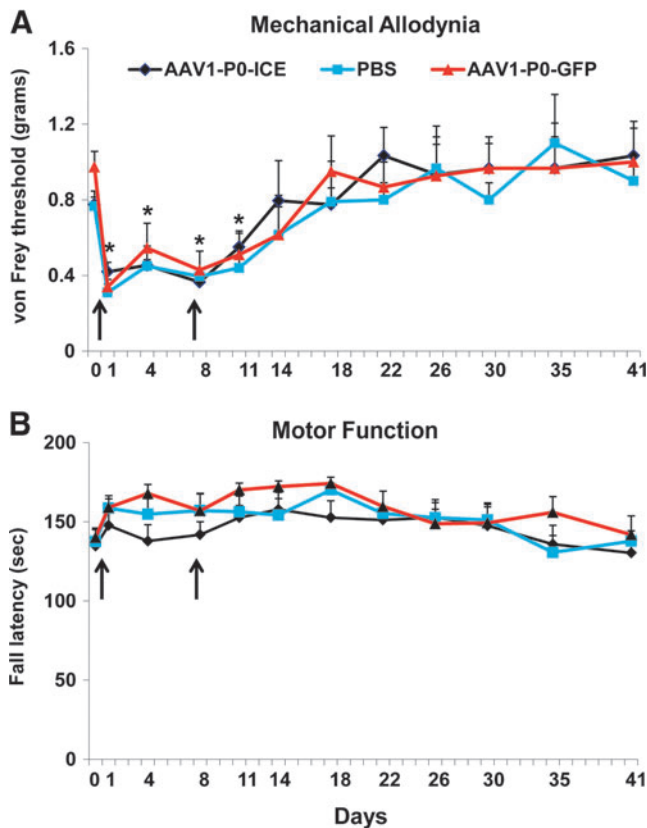 A
Mechanical Allodynia
AAV1-P0-ICE PBS AAV1-P0-GFP
von Frey threshold (grams)
1.6
1.2
0.8
0.4
0
* * * *
0 1 4 8 11 14 18 22 26 30 35 41
B
Motor Function
Fall latency (sec)
200
150
100
50
0
0 1 4 8 11 14 18 22 26 30 35 41
Days